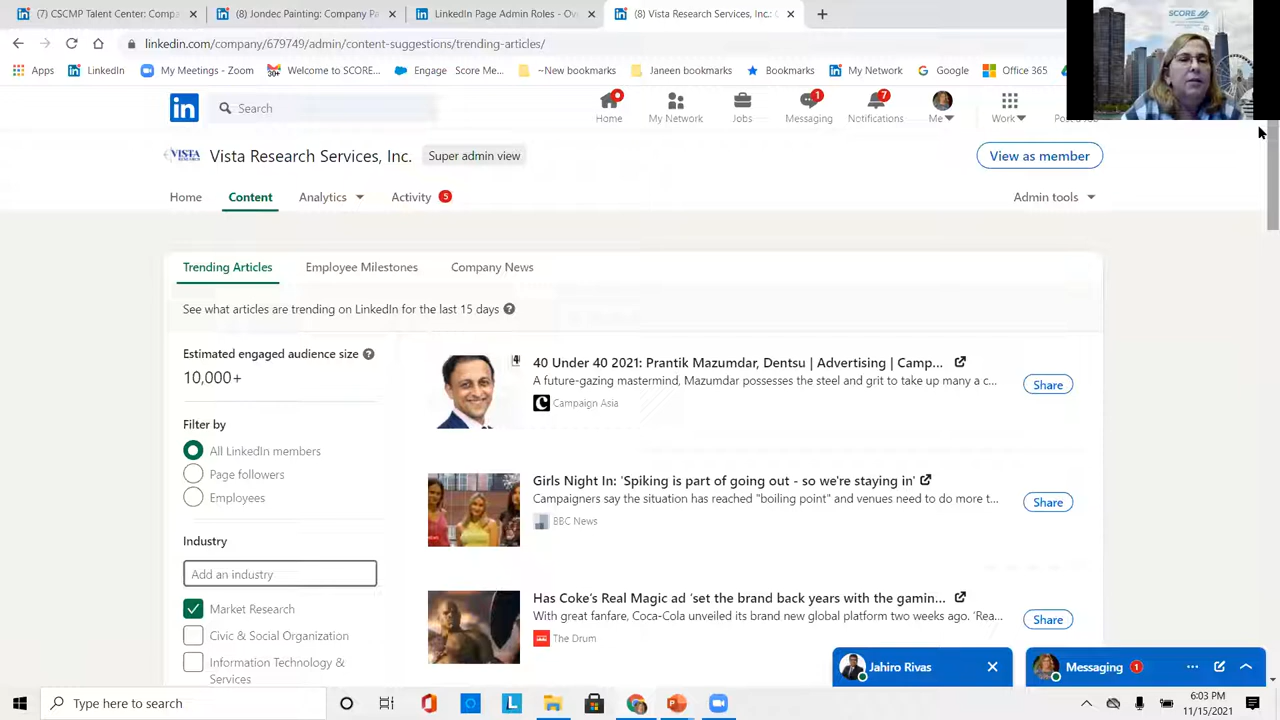 (7) CSCMP Talent Center: Compa
(8) Jondec Compass: Comp Pa
LinkedIn Admin Roles - O
(8) Vista Research Services, Inc.: C
linkedin.com/company/679749/admin/content-suggestions/trending-articles/
Apps
LinkedIn
My Meetings - Zoom
Welcome to SCOR...
Engage
Score Me...
~New bookmarks
Janeen bookmarks
Bookmarks
My Network
Google
Office 365
SCORE
Search
1
7
Home
My Network
Jobs
Messaging
Notifications
Me
Work
Post a Job
VISTA
RESEARCH
Vista Research Services, Inc.
Super admin view
View as member
Home
Content
Analytics
Activity
5
Admin tools
Trending Articles
Employee Milestones
Company News
See what articles are trending on LinkedIn for the last 15 days
Estimated engaged audience size
10,000+
Filter by
All LinkedIn members
Page followers
Employees
Industry
Add an industry
Market Research
Civic & Social Organization
Information Technology &
Services
40 Under 40 2021: Prantik Mazumdar, Dentsu | Advertising | Camp...
A future-gazing mastermind, Mazumdar possesses the steel and grit to take up many a c...
Campaign Asia
Share
Girls Night In: 'Spiking is part of going out - so we're staying in'
Campaigners say the situation has reached "boiling point" and venues need to do more t...
BBC News
Share
Has Coke's Real Magic ad 'set the brand back years with the gamin...
With great fanfare, Coca-Cola unveiled its brand new global platform two weeks ago. 'Rea...
The Drum
Share
Jahiro Rivas
Messaging
1
Type here to search
6:03 PM
11/15/2021